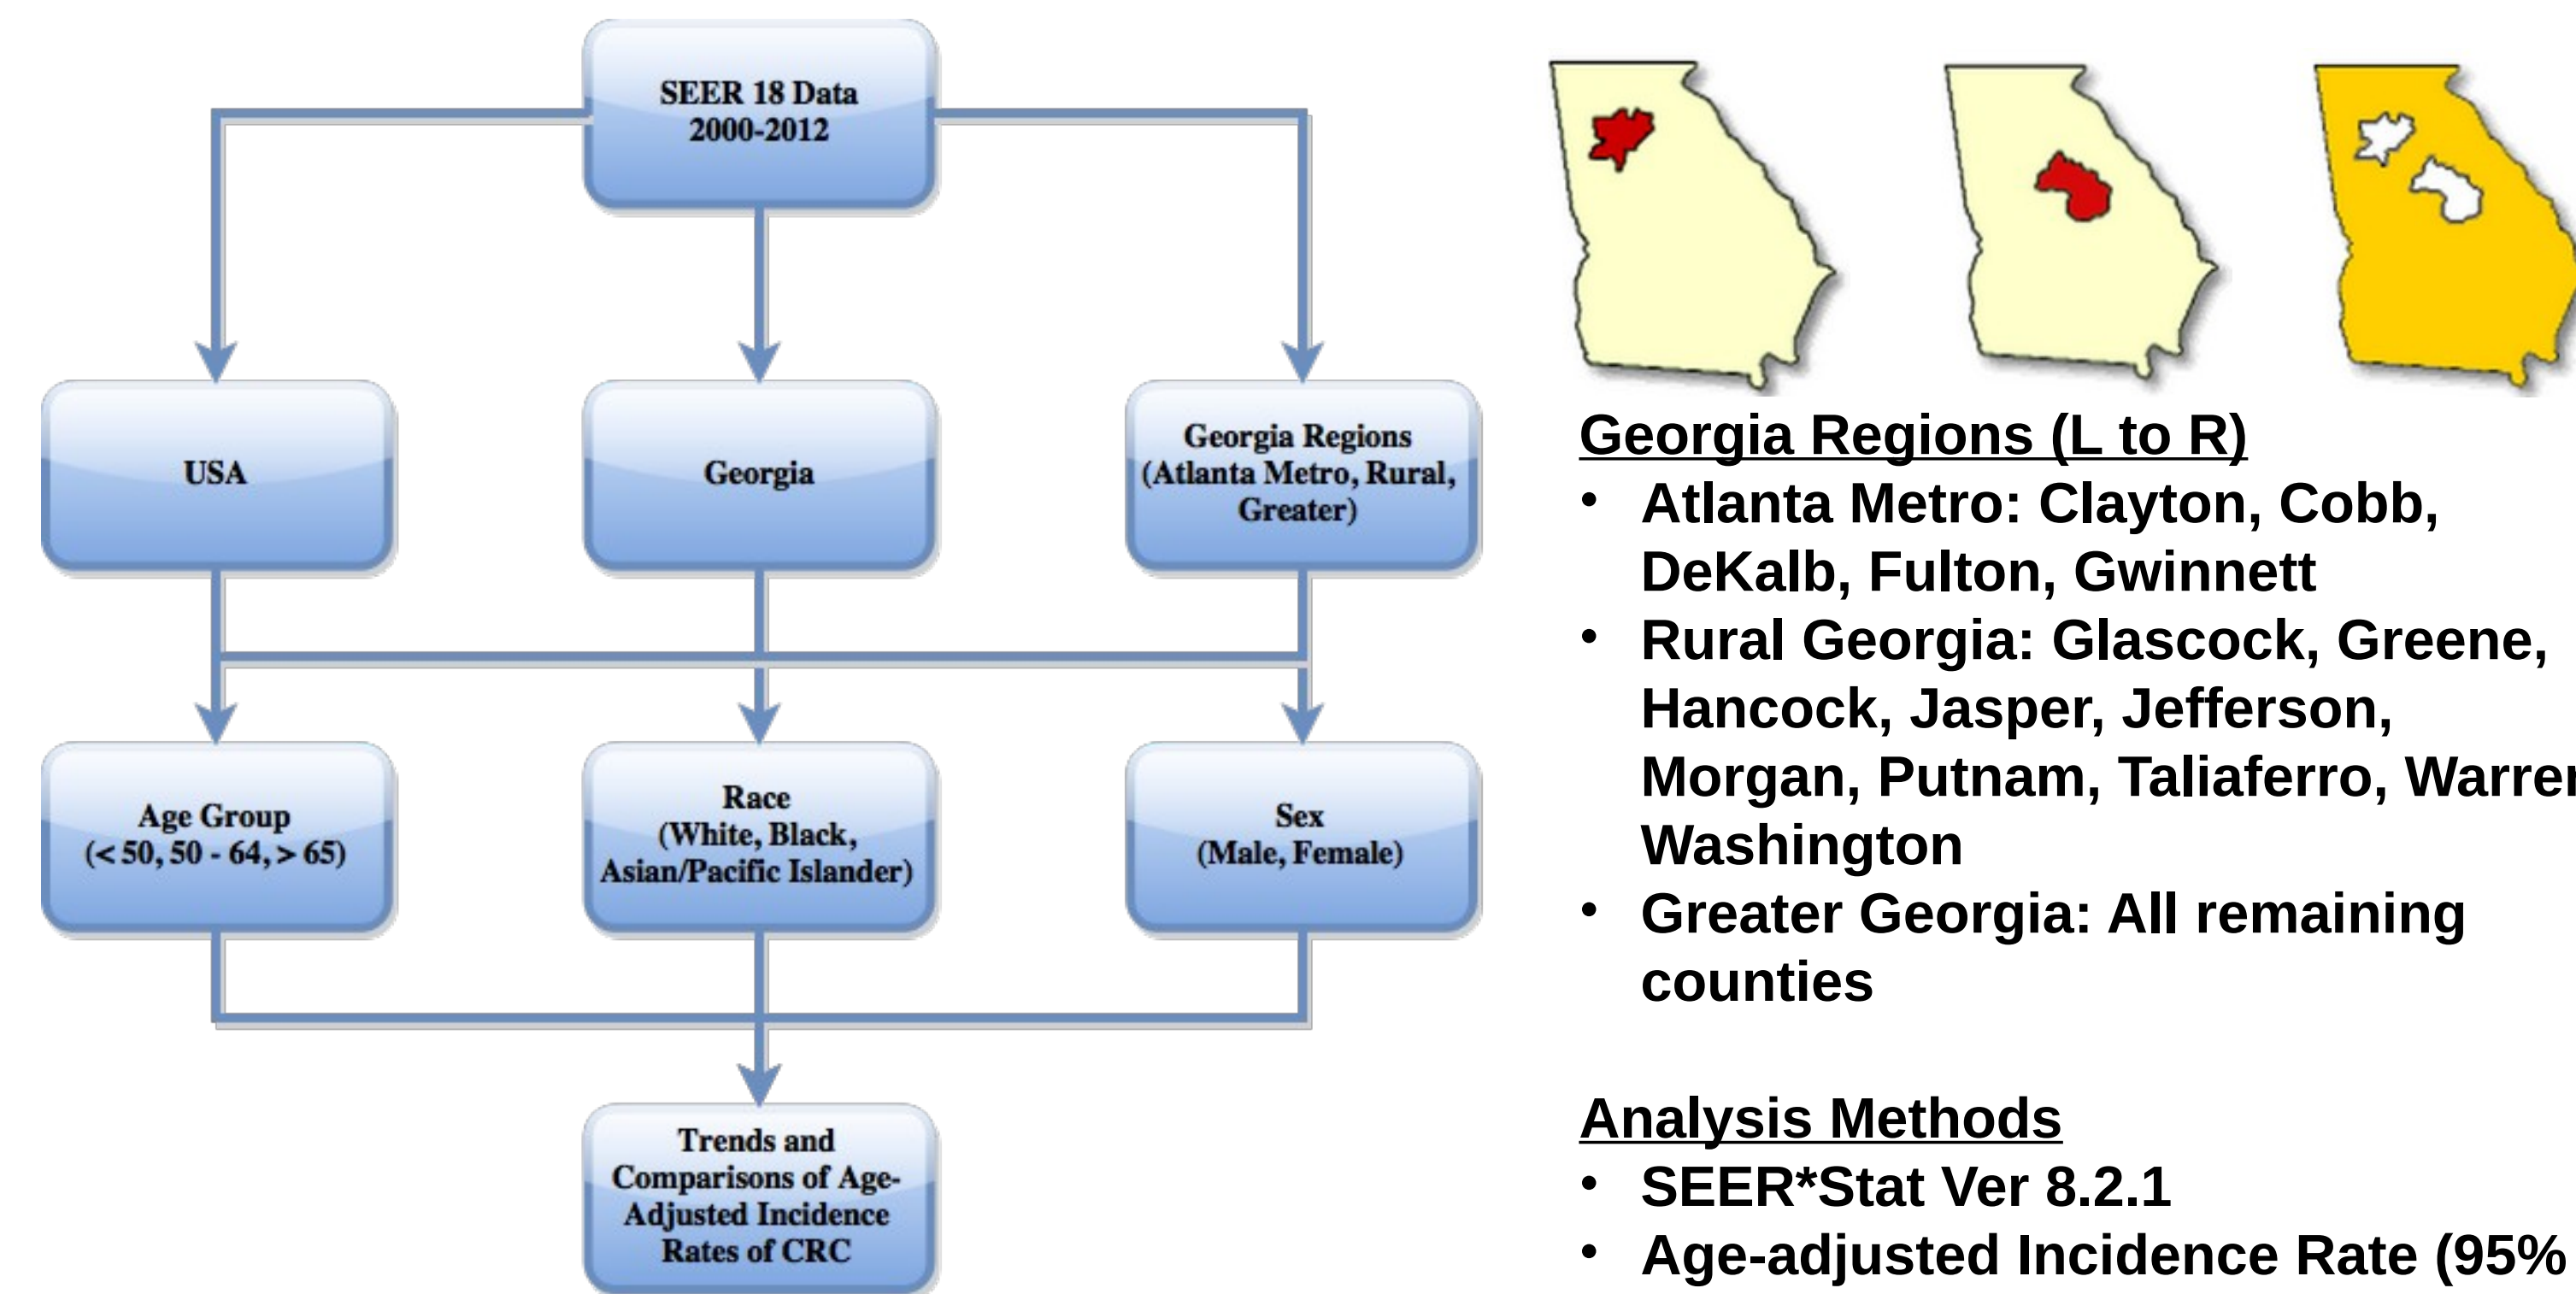 SEER 18 Data
2000-2012
USA
Georgia
Georgia Regions
(Atlanta Metro, Rural,
Greater)
Age Group
(< 50, 50 - 64, > 65)
Race
(White, Black,
Asian/Pacific Islander)
Sex
(Male, Female)
Trends and
Comparisons of Age-
Adjusted Incidence
Rates of CRC
Georgia Regions (L to R)
• Atlanta Metro: Clayton, Cobb,
DeKalb, Fulton, Gwinnett
• Rural Georgia: Glascock, Greene,
Hancock, Jasper, Jefferson,
Morgan, Putnam, Taliaferro,
Washington
• Greater Georgia: All remaining
counties
Analysis Methods
• SEER*Stat Ver 8.2.1
• Age-adjusted Incidence Rate (95%